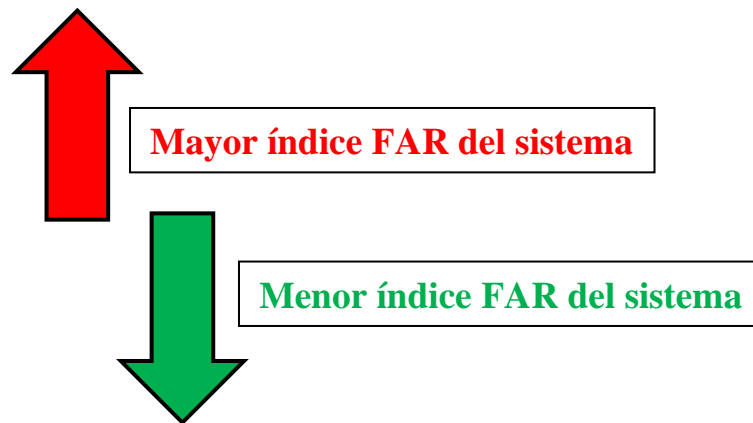 Mayor índice FAR del sistema
Menor índice FAR del sistema